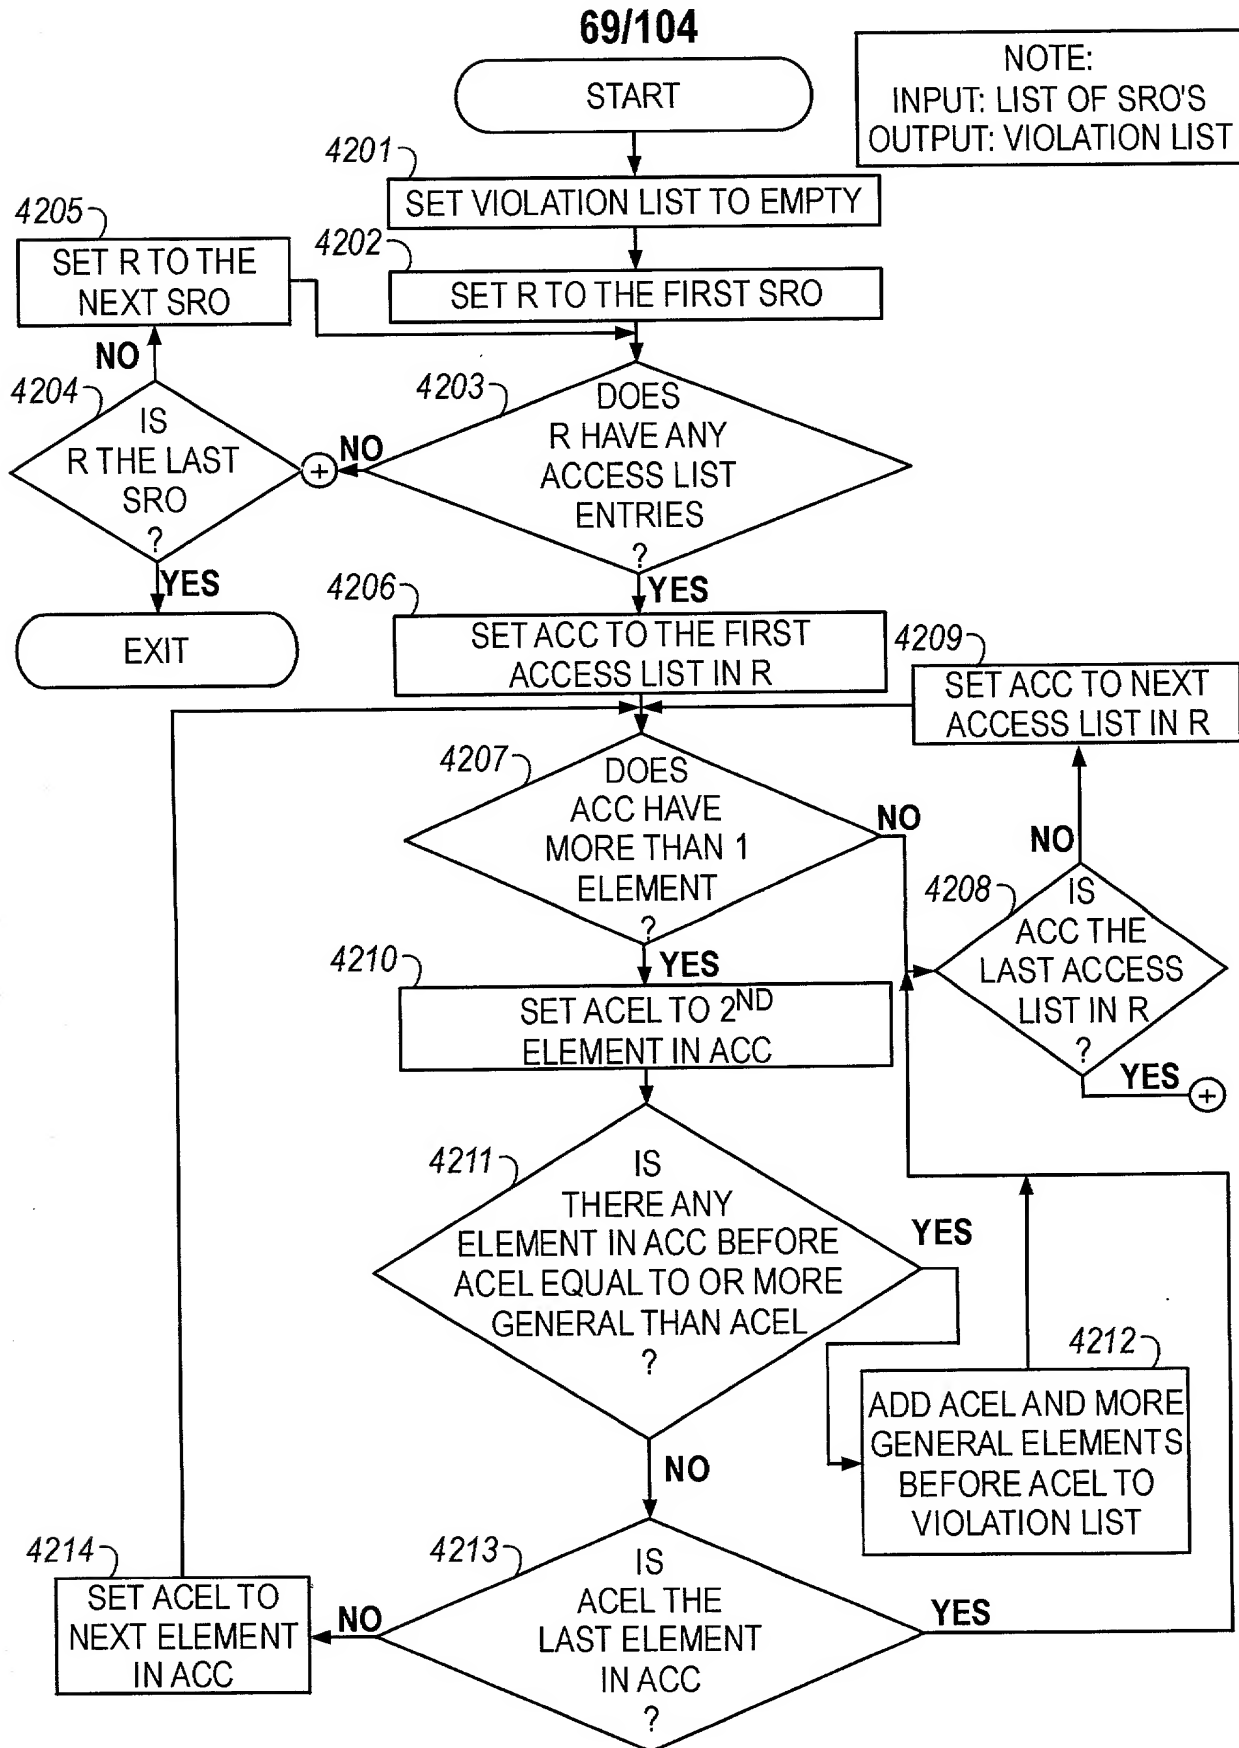 69/104
START
NOTE:
INPUT: LIST OF SRO'S
OUTPUT: VIOLATION LIST
4201
SET VIOLATION LIST TO EMPTY
4205
SET R TO THE
NEXT SRO
4202
SET R TO THE FIRST SRO
NO
4204
IS
R THE LAST
SRO
?
YES
EXIT
4203
DOES
R HAVE ANY
ACCESS LIST
ENTRIES
?
NO
+
YES
4206
SET ACC TO THE FIRST
ACCESS LIST IN R
4209
SET ACC TO NEXT
ACCESS LIST IN R
4207
DOES
ACC HAVE
MORE THAN 1
ELEMENT
?
NO
NO
4208
IS
ACC THE
LAST ACCESS
LIST IN R
?
YES
+
YES
4210
SET ACEL TO 2ND
ELEMENT IN ACC
4211
IS
THERE ANY
ELEMENT IN ACC BEFORE
ACEL EQUAL TO OR MORE
GENERAL THAN ACEL
?
YES
4212
ADD ACEL AND MORE
GENERAL ELEMENTS
BEFORE ACEL TO
VIOLATION LIST
NO
4214
SET ACEL TO
NEXT ELEMENT
IN ACC
NO
4213
IS
ACEL THE
LAST ELEMENT
IN ACC
?
YES